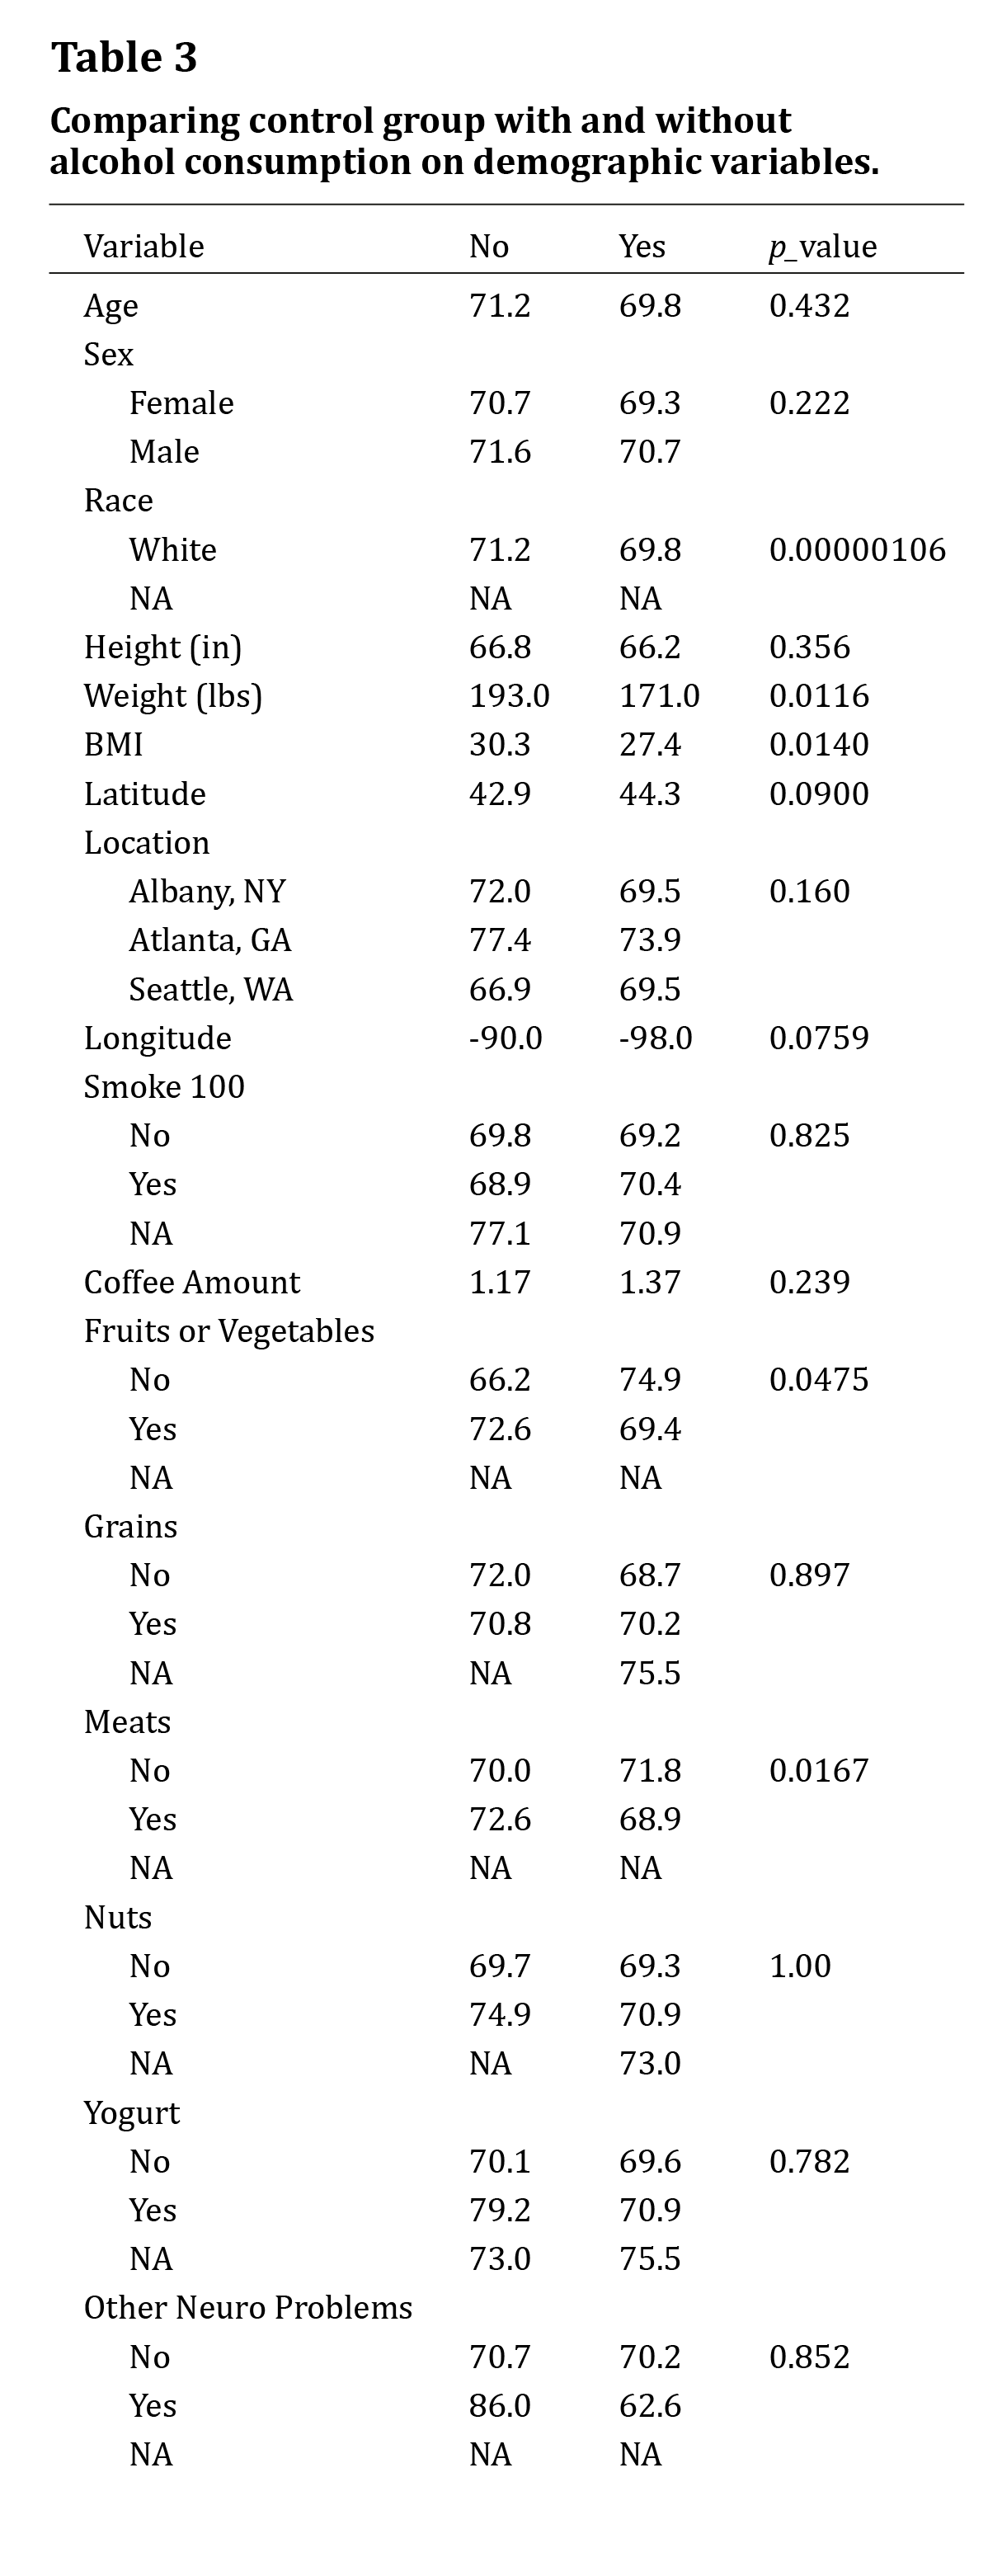 Table 3
Comparing control group with and without
alcohol consumption on demographic variables.
Variable No Yes p_value
Age 71.2 69.8 0.432
Sex
Female 70.7 69.3 0.222
Male 71.6 70.7
Race
White 71.2 69.8 0.00000106
NA NA NA
Height (in) 66.8 66.2 0.356
Weight (lbs) 193.0 171.0 0.0116
BMI 30.3 27.4 0.0140
Latitude 42.9 44.3 0.0900
Location
Albany, NY 72.0 69.5 0.160
Atlanta, GA 77.4 73.9
Seattle, WA 66.9 69.5
Longitude -90.0 -98.0 0.0759
Smoke 100
No 69.8 69.2 0.825
Yes 68.9 70.4
NA 77.1 70.9
Coffee Amount 1.17 1.37 0.239
Fruits or Vegetables
No 66.2 74.9 0.0475
Yes 72.6 69.4
NA NA NA
Grains
No 72.0 68.7 0.897
Yes 70.8 70.2
NA NA 75.5
Meats
No 70.0 71.8 0.0167
Yes 72.6 68.9
NA NA NA
Nuts
No 69.7 69.3 1.00
Yes 74.9 70.9
NA NA 73.0
Yogurt
No 70.1 69.6 0.782
Yes 79.2 70.9
NA 73.0 75.5
Other Neuro Problems
No 70.7 70.2 0.852
Yes 86.0 62.6
NA NA NA